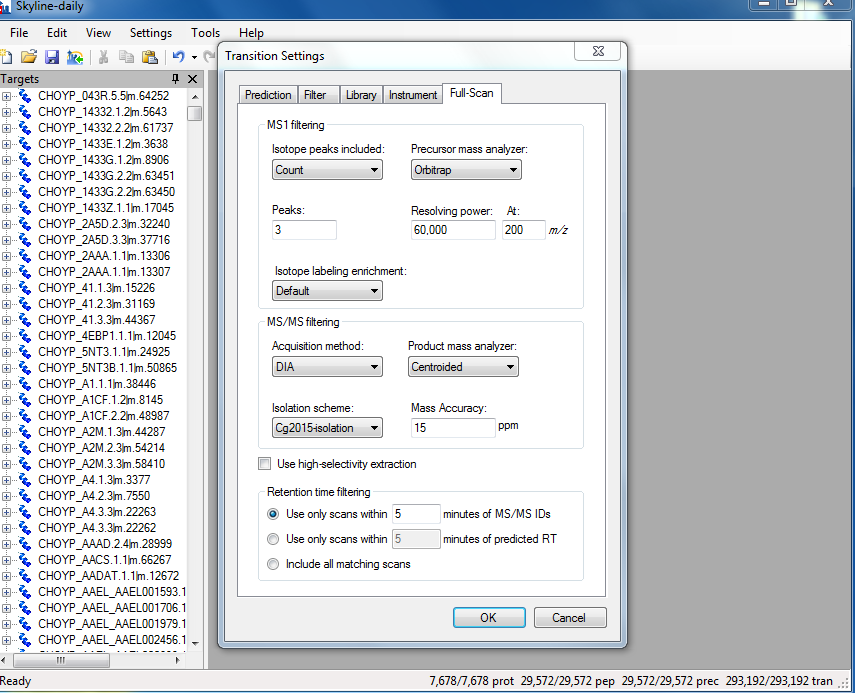 Skyline-daily
File Edit View Settings Tools Help
Targets
CHOYP_043R.5.5|m.64252
CHOYP_14332.1.2|m.5643
CHOYP_14332.2.2|m.61737
CHOYP_1433E.1.2|m.3638
CHOYP_1433G.1.2|m.8906
CHOYP_1433G.2.2|m.63451
CHOYP_1433G.2.2|m.63450
CHOYP_1433Z.1.1|m.17045
CHOYP_2A5D.2.3|m.32240
CHOYP_2A5D.3.3|m.37716
CHOYP_2AAA.1.1|m.13306
CHOYP_2AAA.1.1|m.13307
CHOYP_41.1.3|m.15226
CHOYP_41.2.3|m.31169
CHOYP_41.3.3|m.44367
CHOYP_4EBP1.1.1|m.12045
CHOYP_5NT3.1.1|m.24925
CHOYP_5NT3B.1.1|m.50865
CHOYP_A1.1.1|m.38446
CHOYP_A1CF.1.2|m.8145
CHOYP_A1CF.2.2|m.48987
CHOYP_A2M.1.3|m.44287
CHOYP_A2M.2.3|m.54214
CHOYP_A2M.3.3|m.58410
CHOYP_A4.1.3|m.3377
CHOYP_A4.2.3|m.7550
CHOYP_A4.3.3|m.22263
CHOYP_A4.3.3|m.22262
CHOYP_AAAD.2.4|m.28999
CHOYP_AACS.1.1|m.66267
CHOYP_AADAT.1.1|m.12672
CHOYP_AAEL_AAEL001593.1
CHOYP_AAEL_AAEL001706.1
CHOYP_AAEL_AAEL001979.1
CHOYP_AAEL_AAEL002456.1
Transition Settings
Prediction Filter Library Instrument Full-Scan
MS1 filtering
Isotope peaks included: Precursor mass analyzer:
Count Orbitrap
Peaks: Resolving power: At:
3 60,000 200 m/z
Isotope labeling enrichment:
Default
MS/MS filtering
Acquisition method: Product mass analyzer:
DIA Centroided
Isolation scheme: Mass Accuracy:
Cg2015-isolation 15 ppm
Use high-selectivity extraction
Retention time filtering
Use only scans within 5 minutes of MS/MS IDs
Use only scans within 5 minutes of predicted RT
Include all matching scans
OK Cancel
Ready 7,678/7,678 prot 29,572/29,572 pep 29,572/29,572 prec 293,192/293,192 tran